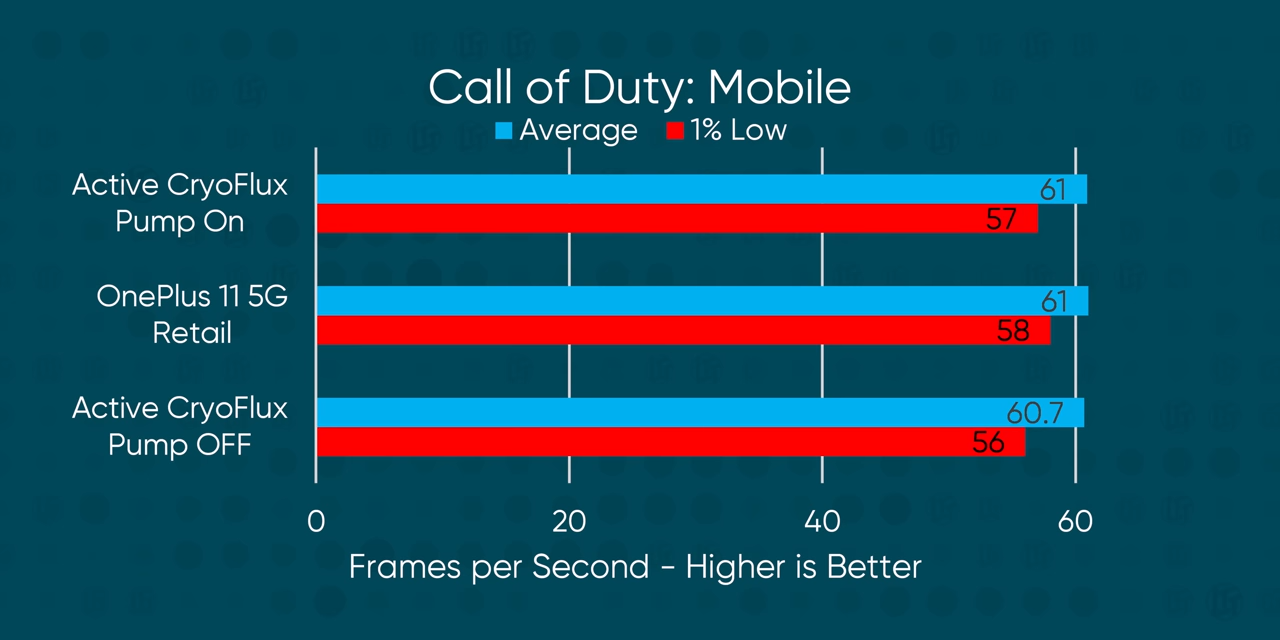 Call of Duty: Mobile
Average 1% Low
Active CryoFlux
Pump On
61
57
OnePlus 11 5G
Retail
61
58
Active CryoFlux
Pump OFF
60.7
56
0 20 40 60
Frames per Second - Higher is Better